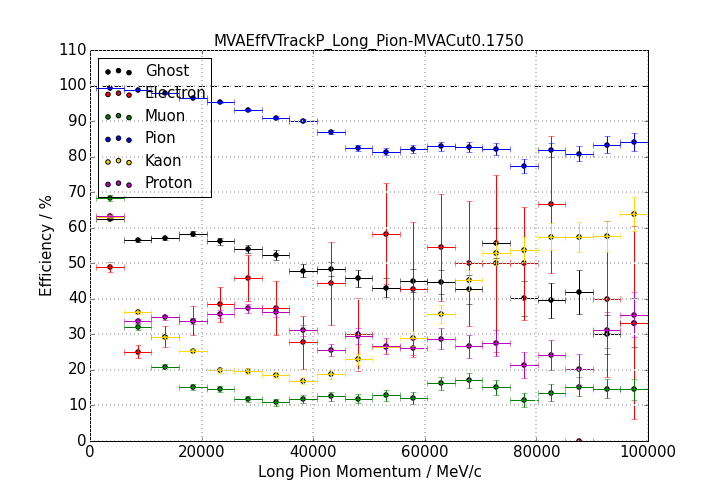 MVAEffVTrackP_Long_Pion-MVACut0.1750
110
100
90
80
70
60
50
40
30
20
10
0
Efficiency / %
Ghost
Electron
Muon
Pion
Kaon
Proton
0 20000 40000 60000 80000 100000
Long Pion Momentum / MeV/c